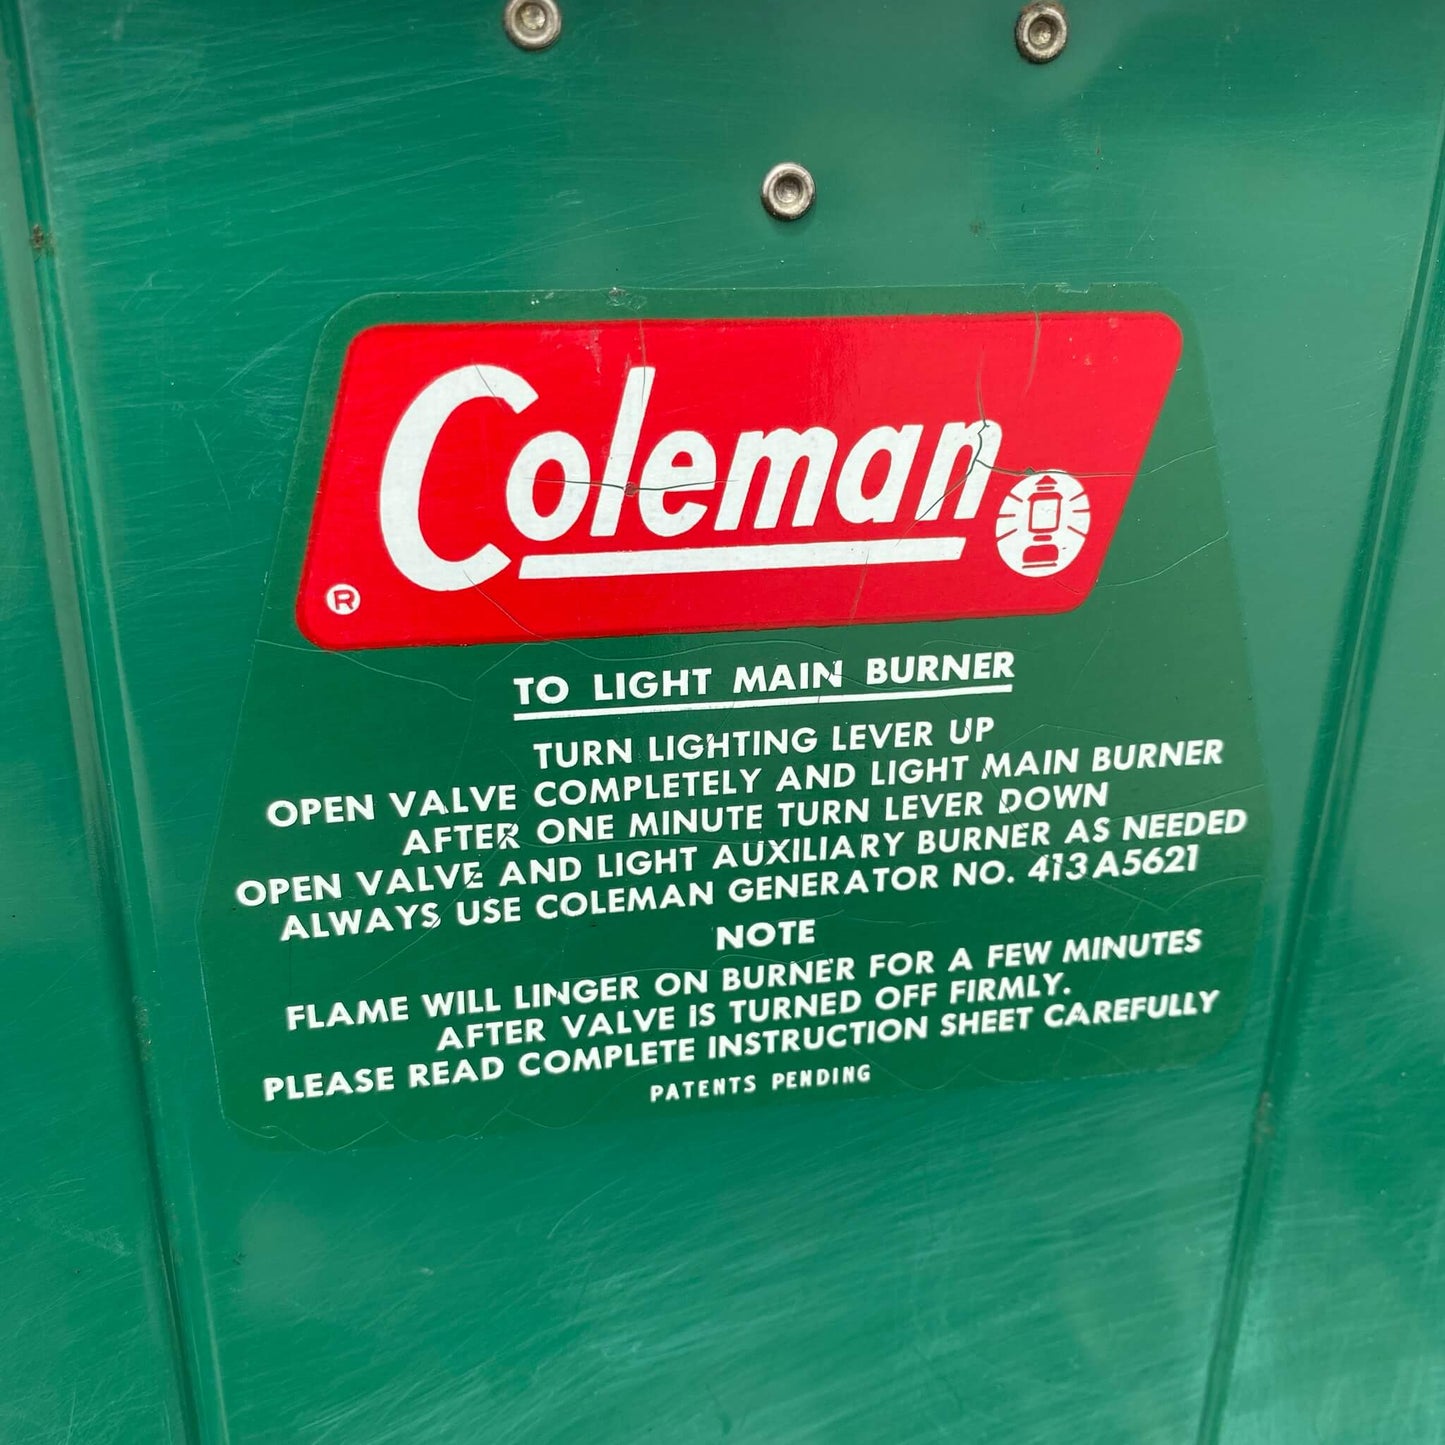 Coleman
®
TO LIGHT MAIN BURNER
TURN LIGHTING LEVER UP
OPEN VALVE COMPLETELY AND LIGHT MAIN BURNER
AFTER ONE MINUTE TURN LEVER DOWN
OPEN VALVE AND LIGHT AUXILIARY BURNER AS NEEDED
ALWAYS USE COLEMAN GENERATOR NO. 413A5621
NOTE
FLAME WILL LINGER ON BURNER FOR A FEW MINUTES
AFTER VALVE IS TURNED OFF FIRMLY.
PLEASE READ COMPLETE INSTRUCTION SHEET CAREFULLY
PATENTS PENDING